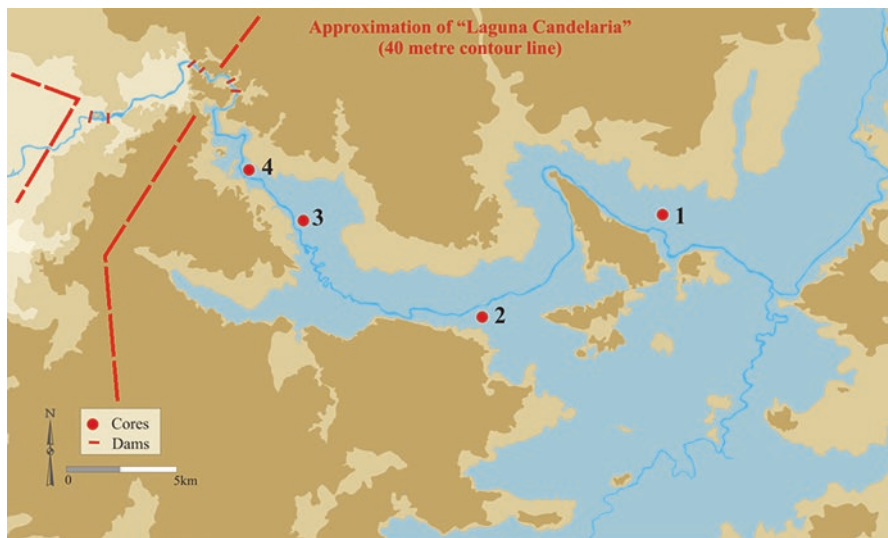 Approximation of “Laguna Candelaria”
(40 metre contour line)
4
3
1
2
N
Cores
Dams
0 5km